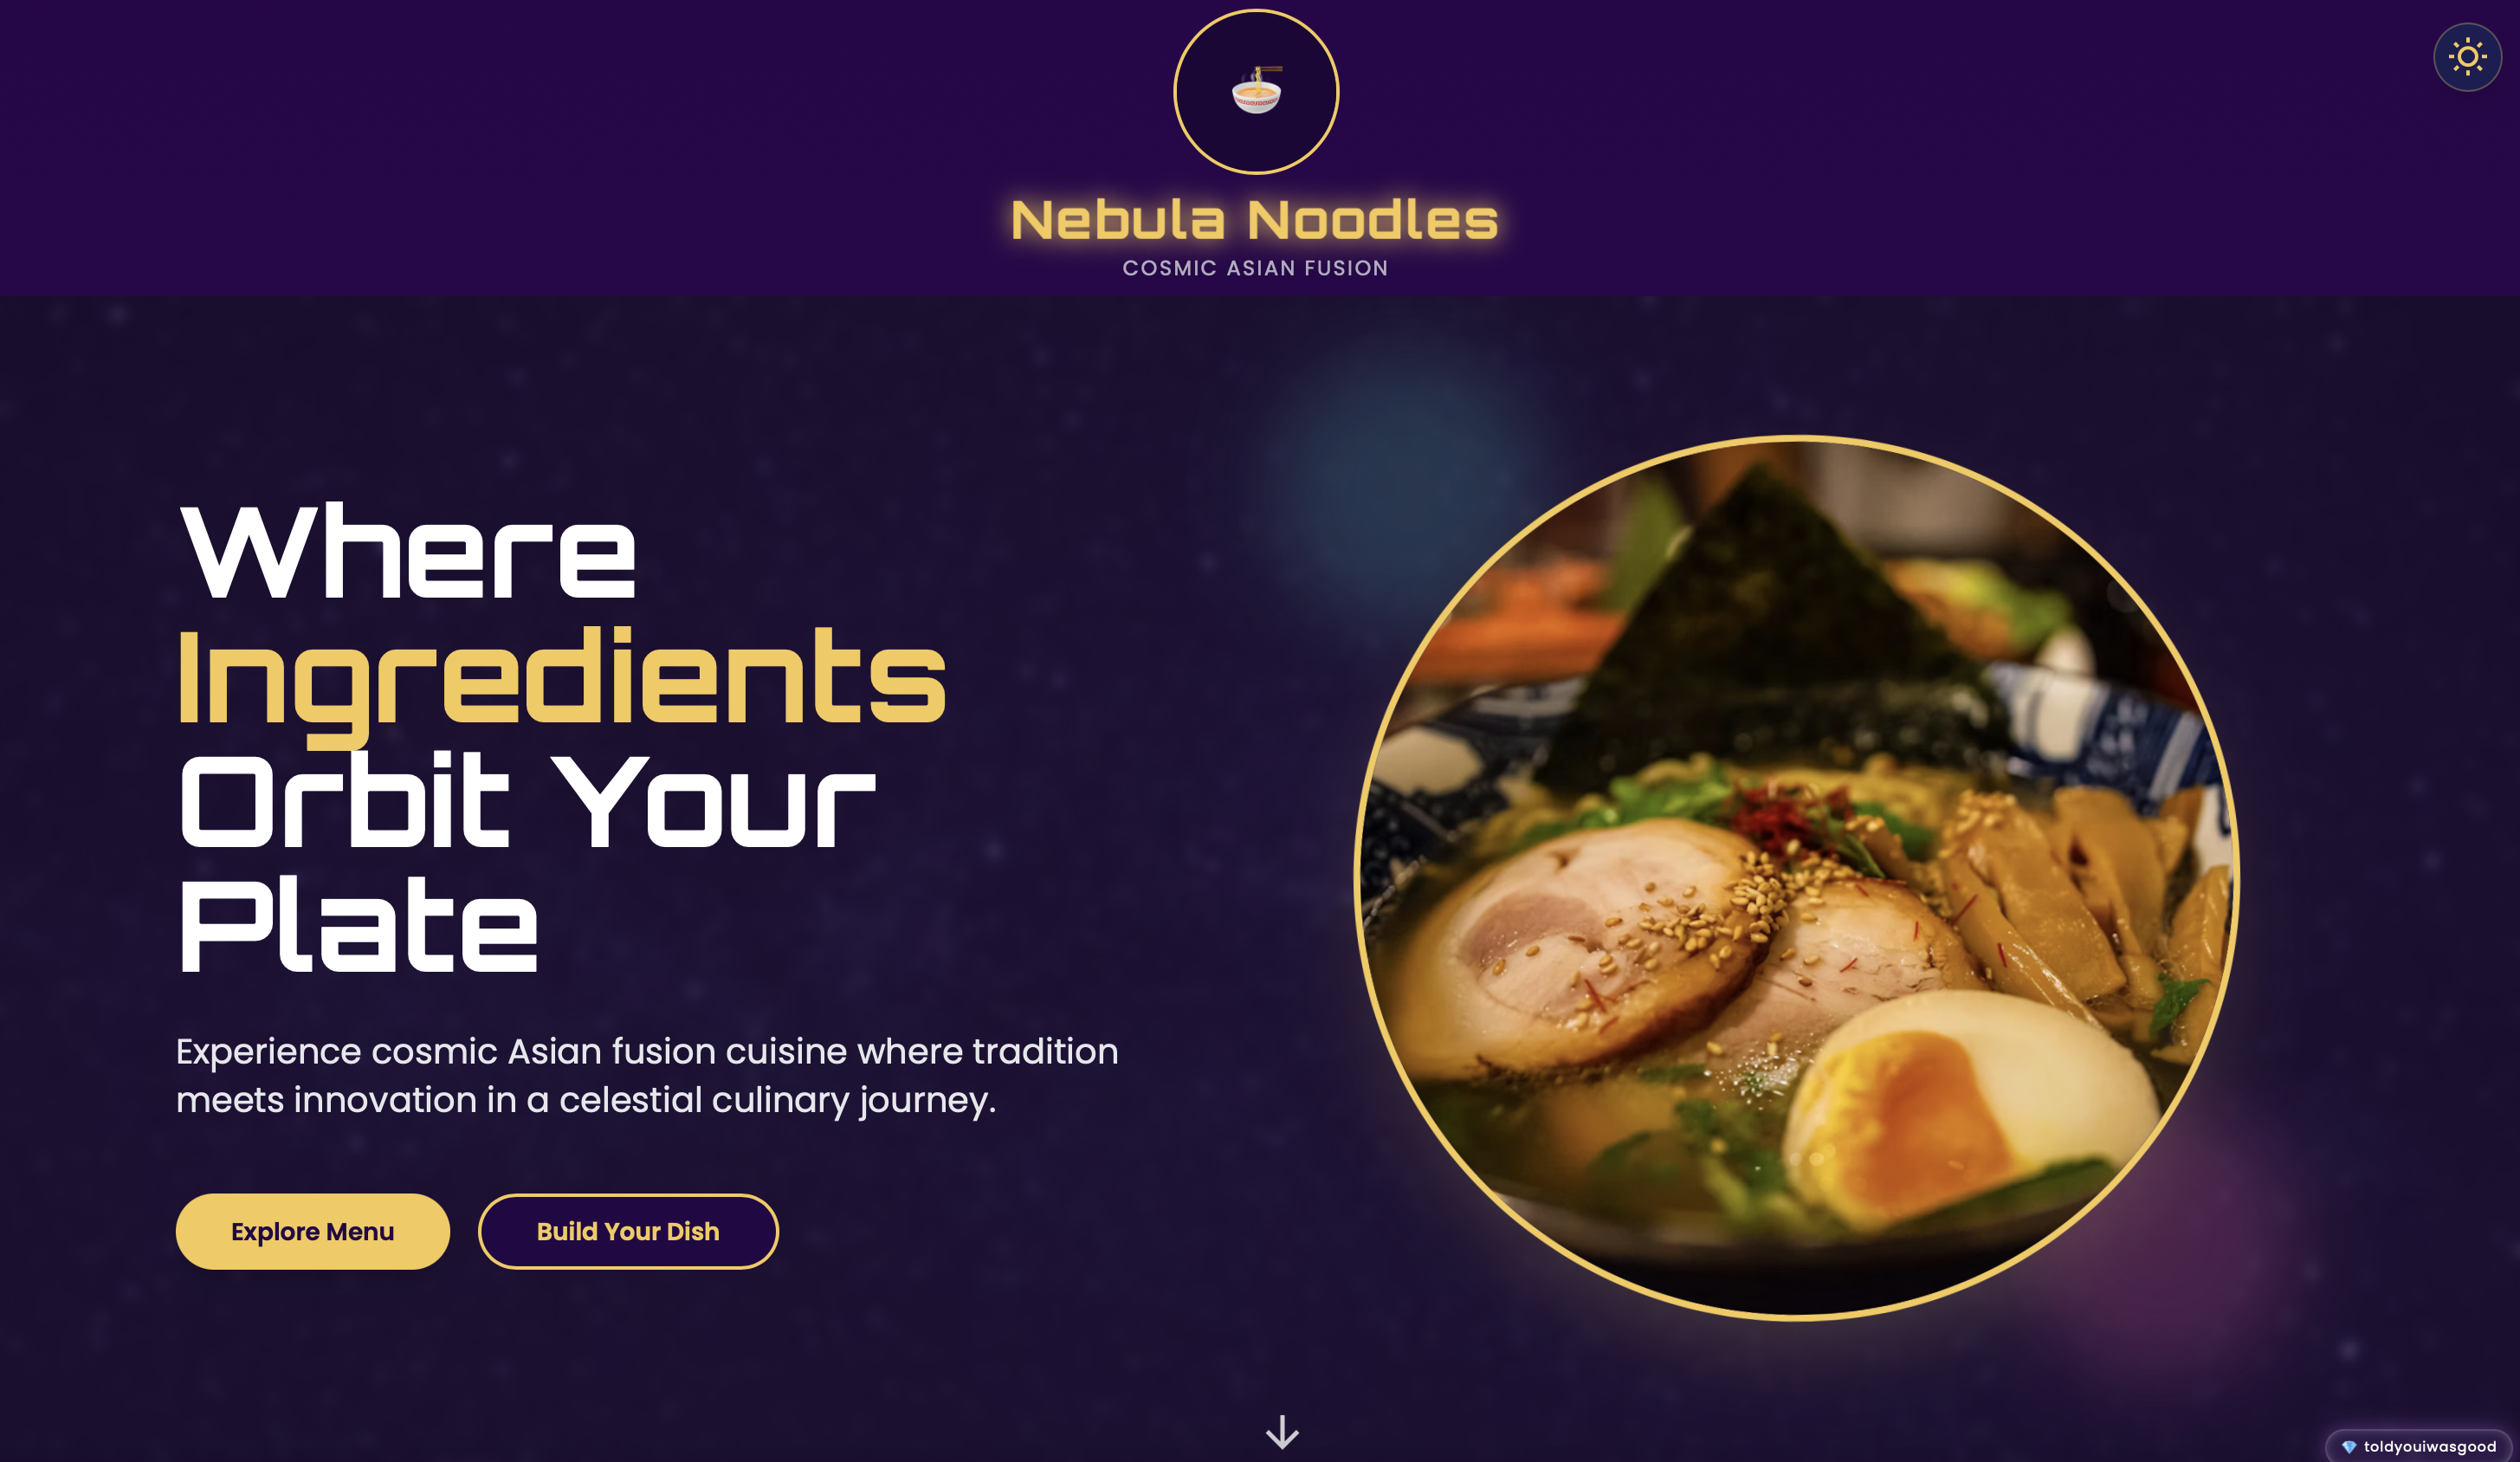 Nebula Noodles
COSMIC ASIAN FUSION
Where
Ingredients
Orbit Your
Plate
Experience cosmic Asian fusion cuisine where tradition
meets innovation in a celestial culinary journey.
Explore Menu
Build Your Dish
toldyouiwasgood